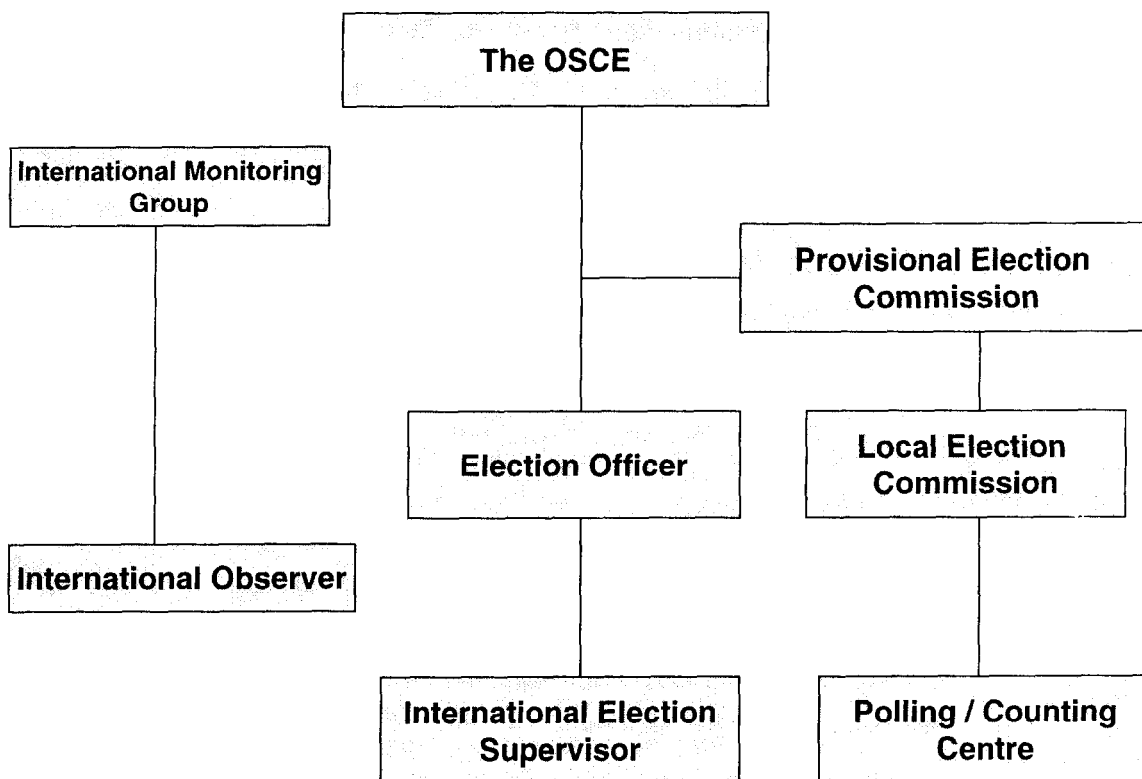 The OSCE
International Monitoring
Group
Provisional Election
Commission
Election Officer
Local Election
Commission
International Observer
International Election
Supervisor
Polling / Counting
Centre